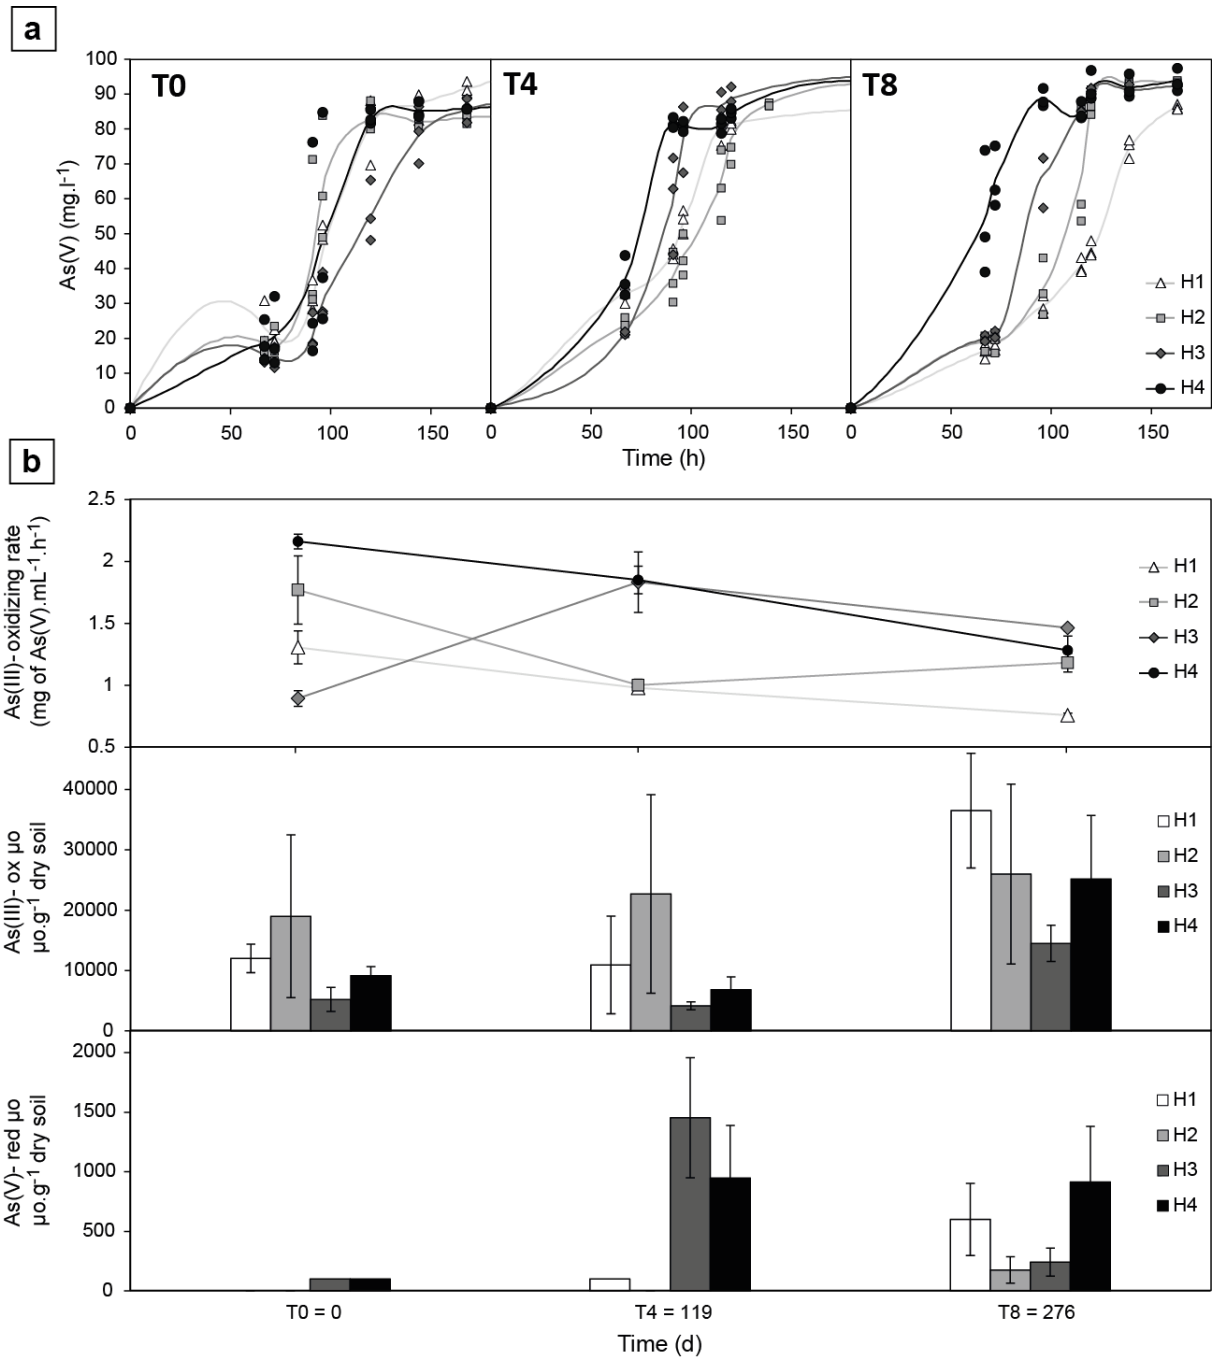 a
T0
T4
T8
As(V) (mg.l⁻¹)
100
90
80
70
60
50
40
30
20
10
0
H1
H2
H3
H4
0 50 100 150 0 50 100 150 0 50 100 150
Time (h)
b
As(III)- oxidizing rate
(mg of As(V).mL⁻¹.h⁻¹)
2.5
2
1.5
1
0.5
H1
H2
H3
H4
As(III)- ox µo
µo.g⁻¹ dry soil
40000
30000
20000
10000
0
H1
H2
H3
H4
As(V)- red µo
µo.g⁻¹ dry soil
2000
1500
1000
500
0
H1
H2
H3
H4
T0 = 0 T4 = 119 T8 = 276
Time (d)